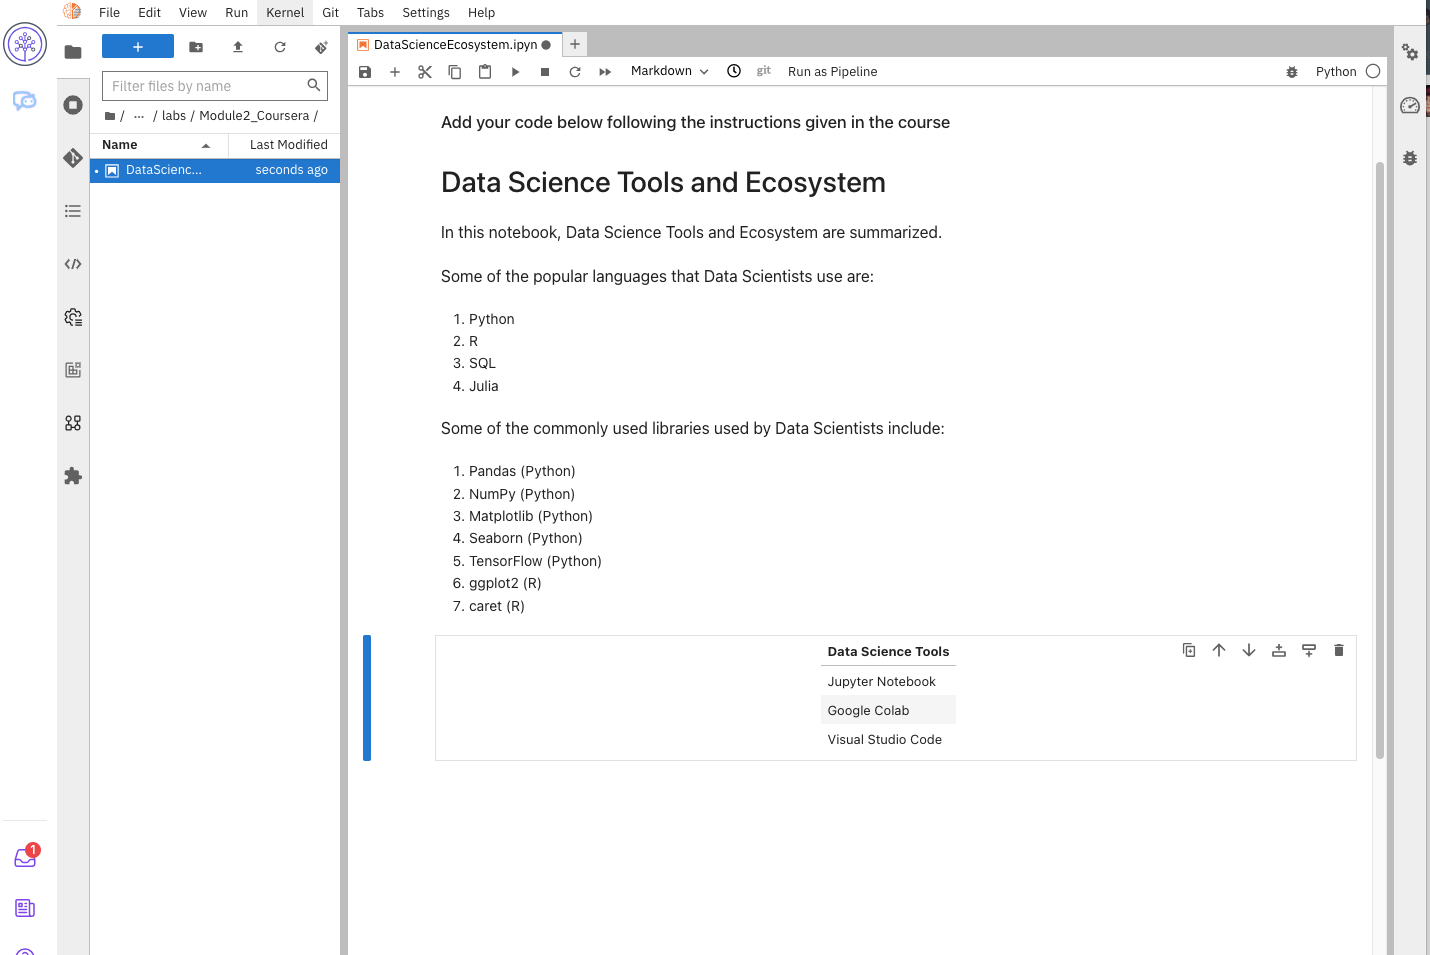 File Edit View Run Kernel Git Tabs Settings Help
DataScienceEcosystem.ipyn
Filter files by name
Markdown git Run as Pipeline Python
/ ... / labs / Module2_Coursera /
Name Last Modified
DataScienc... seconds ago
Add your code below following the instructions given in the course
Data Science Tools and Ecosystem
In this notebook, Data Science Tools and Ecosystem are summarized.
Some of the popular languages that Data Scientists use are:
1. Python
2. R
3. SQL
4. Julia
Some of the commonly used libraries used by Data Scientists include:
1. Pandas (Python)
2. NumPy (Python)
3. Matplotlib (Python)
4. Seaborn (Python)
5. TensorFlow (Python)
6. ggplot2 (R)
7. caret (R)
Data Science Tools
Jupyter Notebook
Google Colab
Visual Studio Code
1